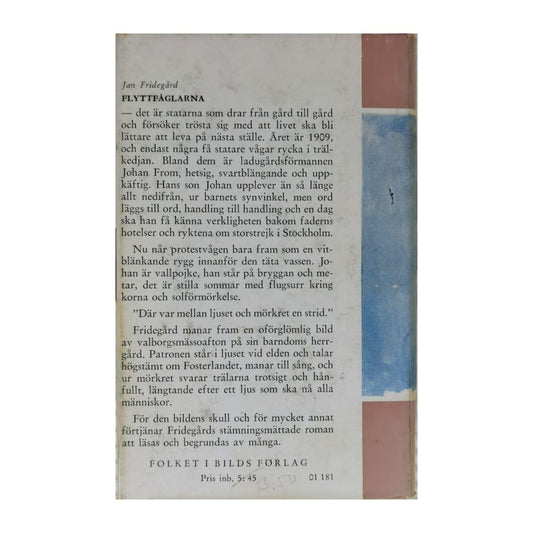 Jan Fridegård
FLYTTFÅGLARNA
— det är statarna som drar från gård till gård
och försöker trösta sig med att livet ska bli
lättare att leva på nästa ställe. Året är 1909,
och endast några få statare vågar rycka i träl-
kedjan. Bland dem är ladugårdsförmannen
Johan From, hetsig, svartblängande och upp-
käftig. Hans son Johan upplever än så länge
allt nedifrån, ur barnets synvinkel, men ord
läggs till ord, handling till handling och en dag
ska han få känna verkligheten bakom faderns
hotelser och ryktena om storstrejk i Stockholm.
Nu når protestvågen bara fram som en vit-
blänkande rygg innanför den täta vassen. Jo-
han är vallpojke, han står på bryggan och me-
tar, det är stilla sommar med flugsurr kring
korna och solförmörkelse.
"Där var mellan ljuset och mörkret en strid."
Fridegård manar fram en oförglömlig bild
av valborgsmässoafton på sin barndoms herr-
gård. Patronen står i ljuset vid elden och talar
högstämt om Fosterlandet, manar till sång, och
ur mörkret svarar trälarna trotsigt och hån-
fullt, längtande efter ett ljus som ska nå alla
människor.
För den bildens skull och för mycket annat
förtjänar Fridegårds stämningsmättade roman
att läsas och begrundas av många.
FOLKET I BILDS FÖRLAG
Pris inb. 5:45 01 181
3.50